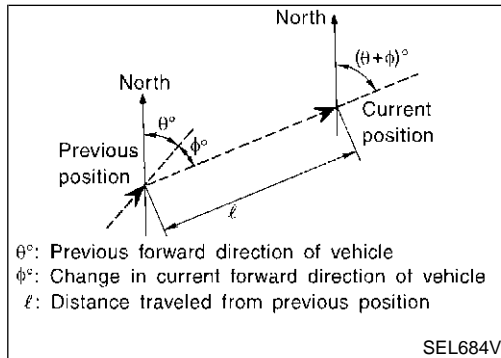 North
(θ+ϕ)°
North
θ°
ϕ°
Current
position
Previous
position
ℓ
θ°: Previous forward direction of vehicle
ϕ°: Change in current forward direction of vehicle
ℓ: Distance traveled from previous position
SEL684V